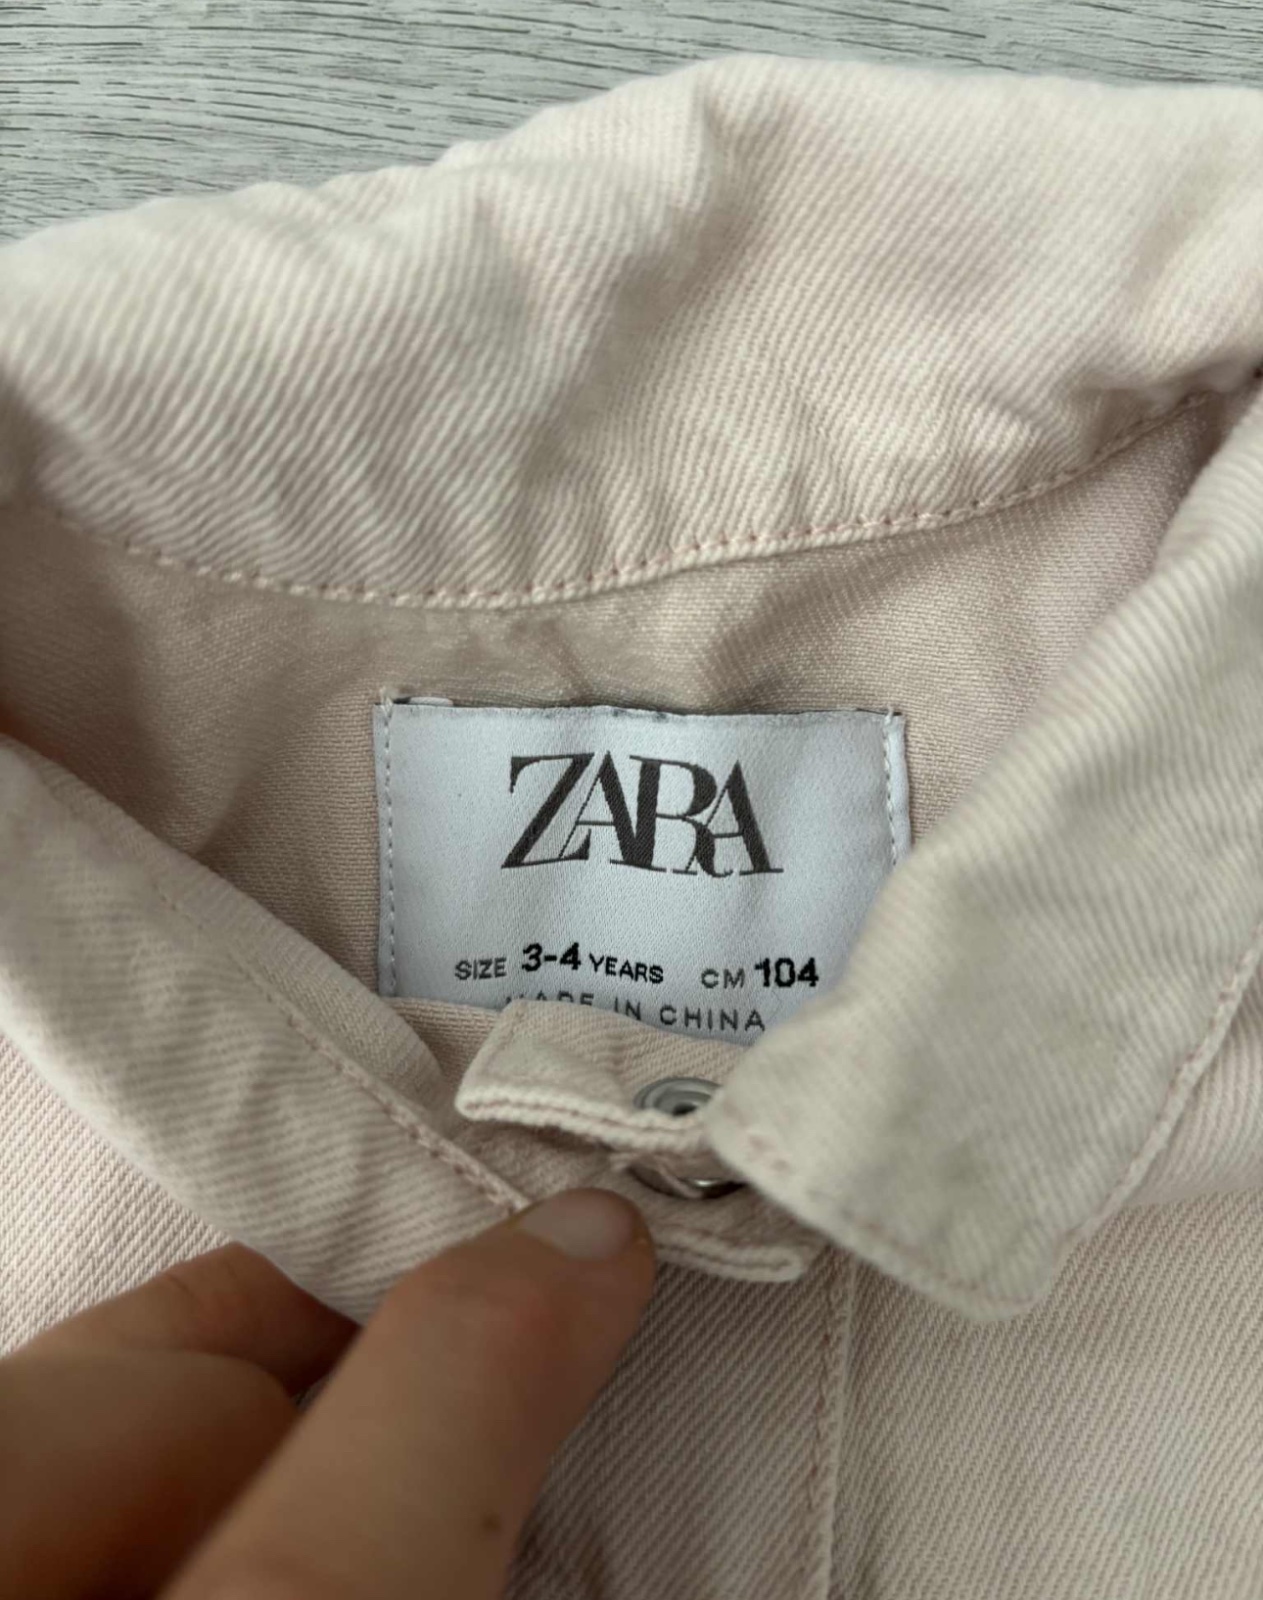 ZARA
SIZE 3-4 YEARS CM 104
MADE IN CHINA